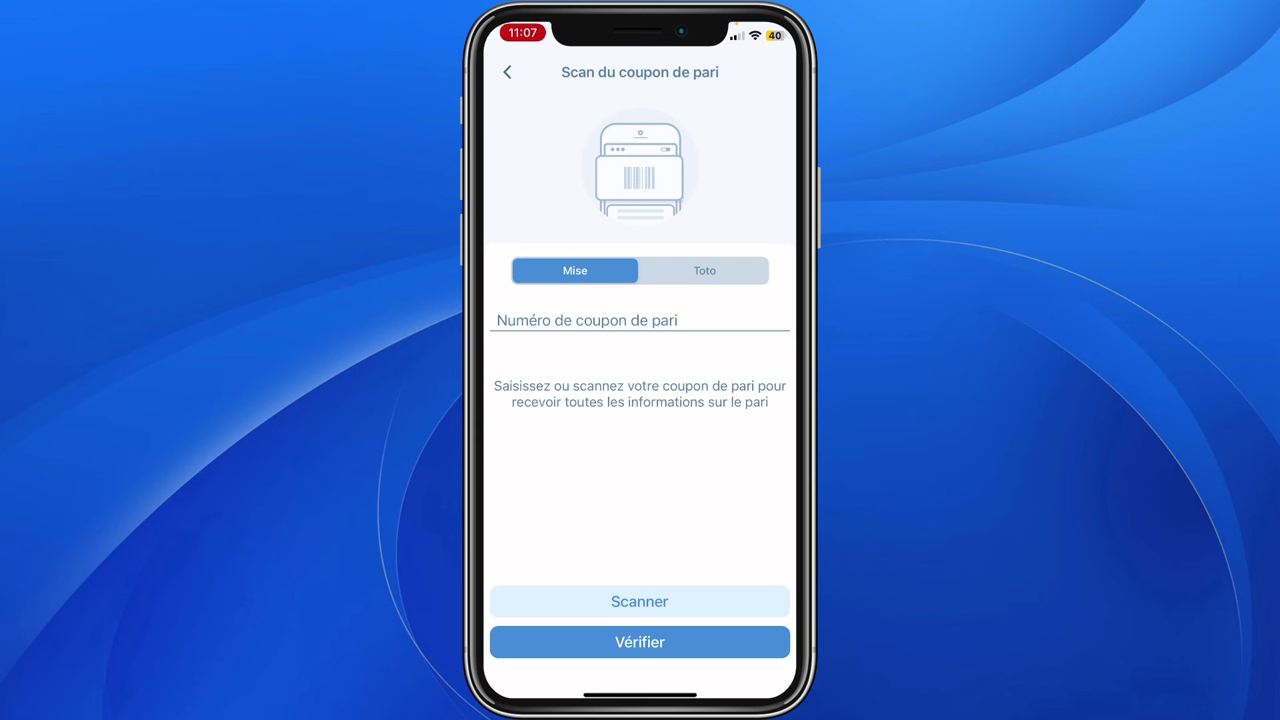 11:07
40
Scan du coupon de pari
Mise
Toto
Numéro de coupon de pari
Saisissez ou scannez votre coupon de pari pour
recevoir toutes les informations sur le pari
Scanner
Vérifier